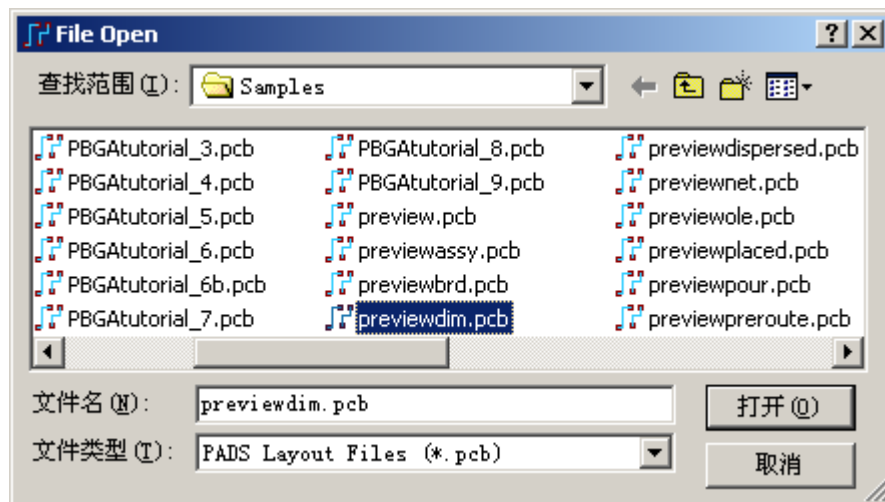 File Open
查找范围(I): Samples
PBGAtutorial_3.pcb PBGAtutorial_8.pcb previewdispersed.pcb
PBGAtutorial_4.pcb PBGAtutorial_9.pcb previewnet.pcb
PBGAtutorial_5.pcb preview.pcb previewole.pcb
PBGAtutorial_6.pcb previewassy.pcb previewplaced.pcb
PBGAtutorial_6b.pcb previewbrd.pcb previewpour.pcb
PBGAtutorial_7.pcb previewdim.pcb previewpreroute.pcb
文件名(N): previewdim.pcb 打开(O)
文件类型(T): PADS Layout Files (*.pcb) 取消